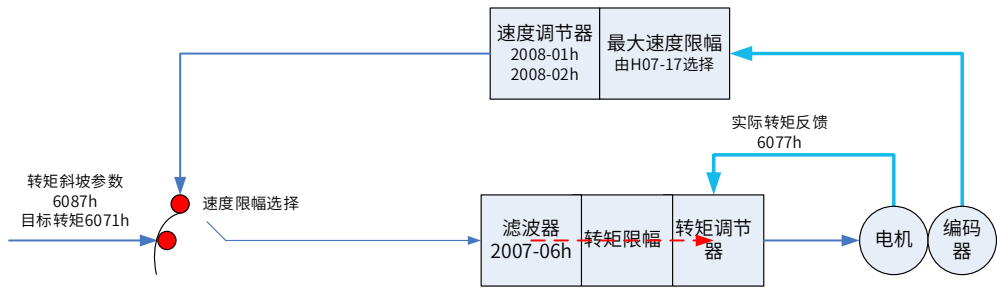 速度调节器
2008-01h
2008-02h
最大速度限幅
由H07-17选择
实际转矩反馈
6077h
转矩斜坡参数
6087h
目标转矩6071h
速度限幅选择
滤波器
2007-06h
转矩限幅
转矩调节
器
电机
编码
器